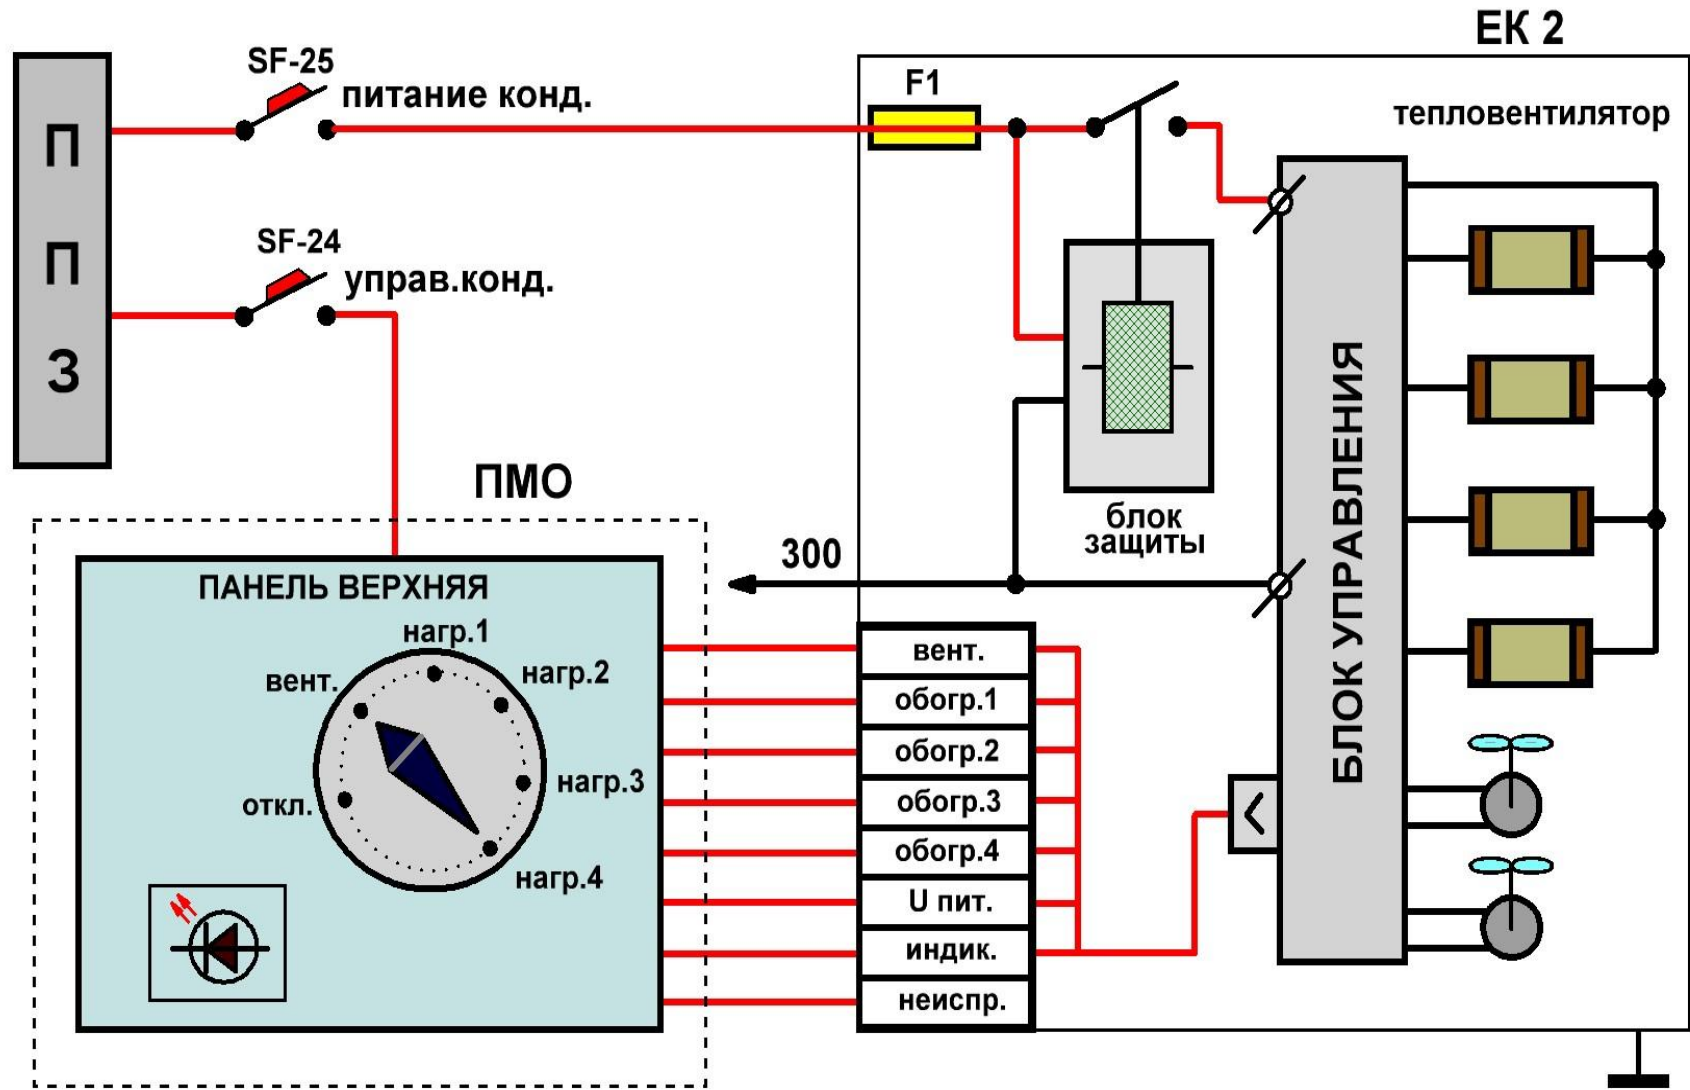 ЕК 2
SF-25
питание конд.
F1
тепловентилятор
П
П
З
SF-24
управ.конд.
ПМО
блок
защиты
300
БЛОК УПРАВЛЕНИЯ
ПАНЕЛЬ ВЕРХНЯЯ
нагр.1
вент.
нагр.2
нагр.3
откл.
нагр.4
вент.
обогр.1
обогр.2
обогр.3
обогр.4
U пит.
индик.
неиспр.